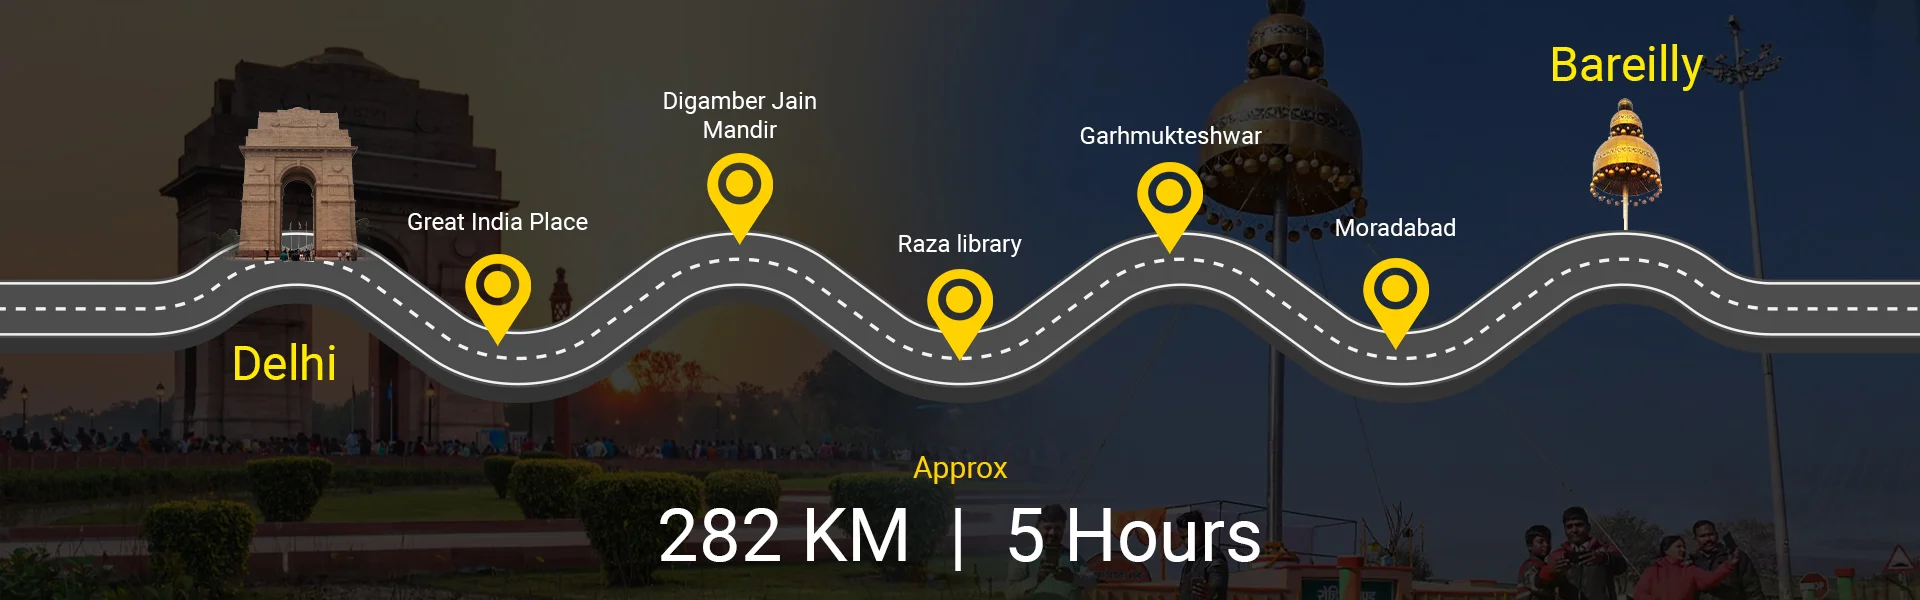 Bareilly
Digamber Jain
Mandir
Garhmukteshwar
Great India Place
Moradabad
Raza library
Delhi
Approx
282 KM | 5 Hours